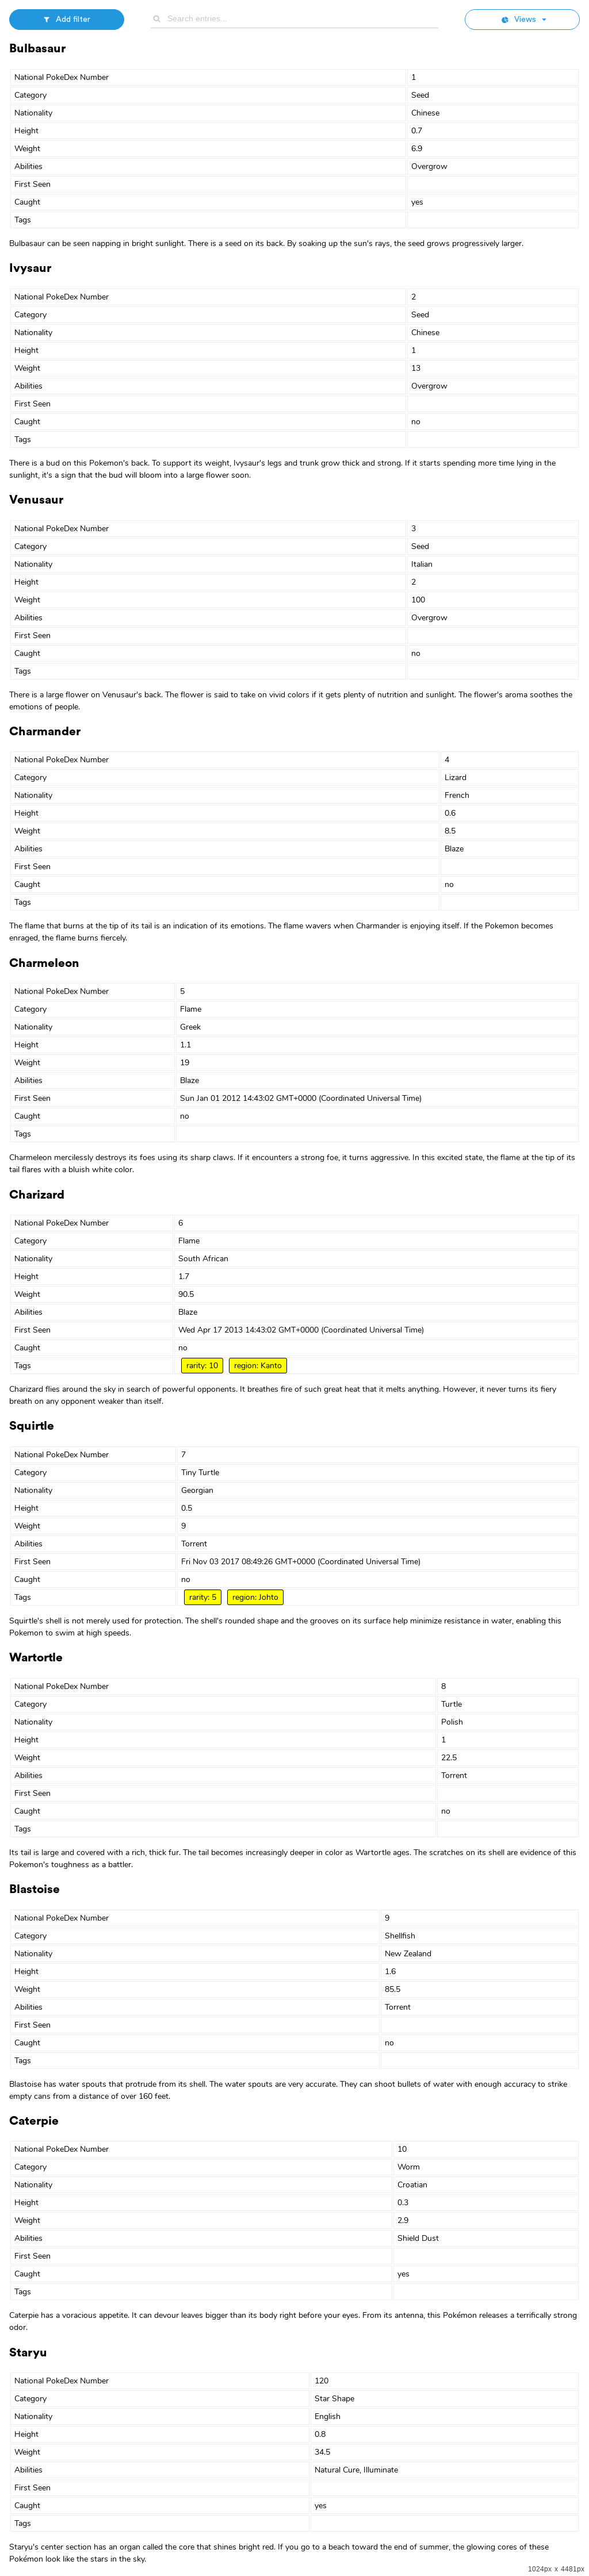 Add filter
Search entries...
Views
Bulbasaur
National PokeDex Number 1
Category Seed
Nationality Chinese
Height 0.7
Weight 6.9
Abilities Overgrow
First Seen
Caught yes
Tags
Bulbasaur can be seen napping in bright sunlight. There is a seed on its back. By soaking up the sun's rays, the seed grows progressively larger.
Ivysaur
National PokeDex Number 2
Category Seed
Nationality Chinese
Height 1
Weight 13
Abilities Overgrow
First Seen
Caught no
Tags
There is a bud on this Pokemon's back. To support its weight, Ivysaur's legs and trunk grow thick and strong. If it starts spending more time lying in the
sunlight, it's a sign that the bud will bloom into a large flower soon.
Venusaur
National PokeDex Number 3
Category Seed
Nationality Italian
Height 2
Weight 100
Abilities Overgrow
First Seen
Caught no
Tags
There is a large flower on Venusaur's back. The flower is said to take on vivid colors if it gets plenty of nutrition and sunlight. The flower's aroma soothes the
emotions of people.
Charmander
National PokeDex Number 4
Category Lizard
Nationality French
Height 0.6
Weight 8.5
Abilities Blaze
First Seen
Caught no
Tags
The flame that burns at the tip of its tail is an indication of its emotions. The flame wavers when Charmander is enjoying itself. If the Pokemon becomes
enraged, the flame burns fiercely.
Charmeleon
National PokeDex Number 5
Category Flame
Nationality Greek
Height 1.1
Weight 19
Abilities Blaze
First Seen Sun Jan 01 2012 14:43:02 GMT+0000 (Coordinated Universal Time)
Caught no
Tags
Charmeleon mercilessly destroys its foes using its sharp claws. If it encounters a strong foe, it turns aggressive. In this excited state, the flame at the tip of its
tail flares with a bluish white color.
Charizard
National PokeDex Number 6
Category Flame
Nationality South African
Height 1.7
Weight 90.5
Abilities Blaze
First Seen Wed Apr 17 2013 14:43:02 GMT+0000 (Coordinated Universal Time)
Caught no
Tags rarity: 10 region: Kanto
Charizard flies around the sky in search of powerful opponents. It breathes fire of such great heat that it melts anything. However, it never turns its fiery
breath on any opponent weaker than itself.
Squirtle
National PokeDex Number 7
Category Tiny Turtle
Nationality Georgian
Height 0.5
Weight 9
Abilities Torrent
First Seen Fri Nov 03 2017 08:49:26 GMT+0000 (Coordinated Universal Time)
Caught no
Tags rarity: 5 region: Johto
Squirtle's shell is not merely used for protection. The shell's rounded shape and the grooves on its surface help minimize resistance in water, enabling this
Pokemon to swim at high speeds.
Wartortle
National PokeDex Number 8
Category Turtle
Nationality Polish
Height 1
Weight 22.5
Abilities Torrent
First Seen
Caught no
Tags
Its tail is large and covered with a rich, thick fur. The tail becomes increasingly deeper in color as Wartortle ages. The scratches on its shell are evidence of this
Pokemon's toughness as a battler.
Blastoise
National PokeDex Number 9
Category Shellfish
Nationality New Zealand
Height 1.6
Weight 85.5
Abilities Torrent
First Seen
Caught no
Tags
Blastoise has water spouts that protrude from its shell. The water spouts are very accurate. They can shoot bullets of water with enough accuracy to strike
empty cans from a distance of over 160 feet.
Caterpie
National PokeDex Number 10
Category Worm
Nationality Croatian
Height 0.3
Weight 2.9
Abilities Shield Dust
First Seen
Caught yes
Tags
Caterpie has a voracious appetite. It can devour leaves bigger than its body right before your eyes. From its antenna, this Pokémon releases a terrifically strong
odor.
Staryu
National PokeDex Number 120
Category Star Shape
Nationality English
Height 0.8
Weight 34.5
Abilities Natural Cure, Illuminate
First Seen
Caught yes
Tags
Staryu's center section has an organ called the core that shines bright red. If you go to a beach toward the end of summer, the glowing cores of these
Pokémon look like the stars in the sky.
1024px x 4481px